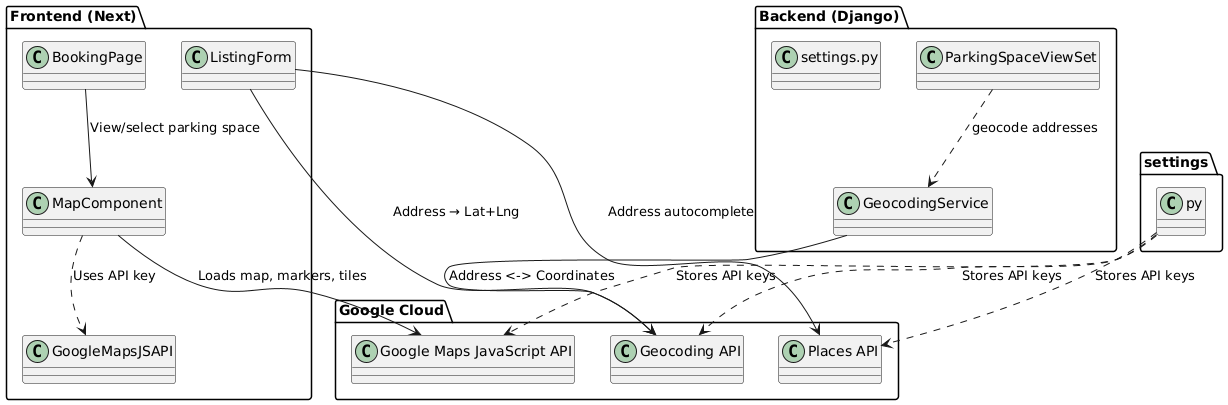 Frontend (Next)
Backend (Django)
C BookingPage
C ListingForm
C settings.py
C ParkingSpaceViewSet
View/select parking space
geocode addresses
settings
C MapComponent
C GeocodingService
C py
Address → Lat+Lng
Address autocomplete
Uses API key
Loads map, markers, tiles
Address <-> Coordinates
Stores API keys
Stores API keys
Stores API keys
Google Cloud
C GoogleMapsJSAPI
C Google Maps JavaScript API
C Geocoding API
C Places API